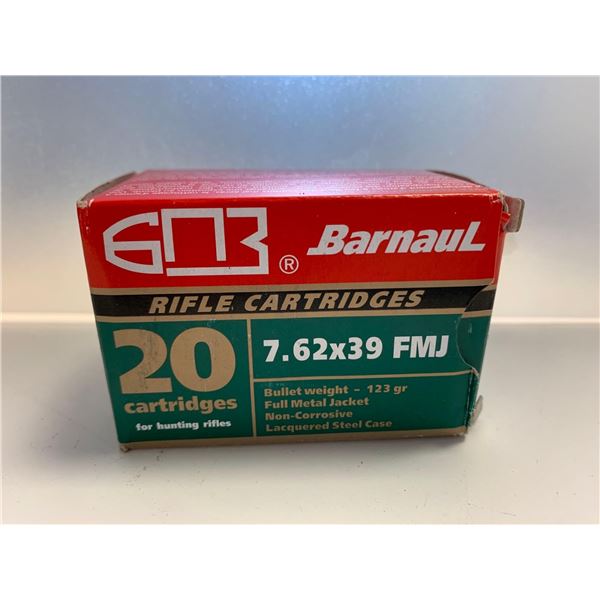 БПЗ ® Barnaul
RIFLE CARTRIDGES
20
cartridges
for hunting rifles
7.62x39 FMJ
Bullet weight - 123 gr
Full Metal Jacket
Non-Corrosive
Lacquered Steel Case